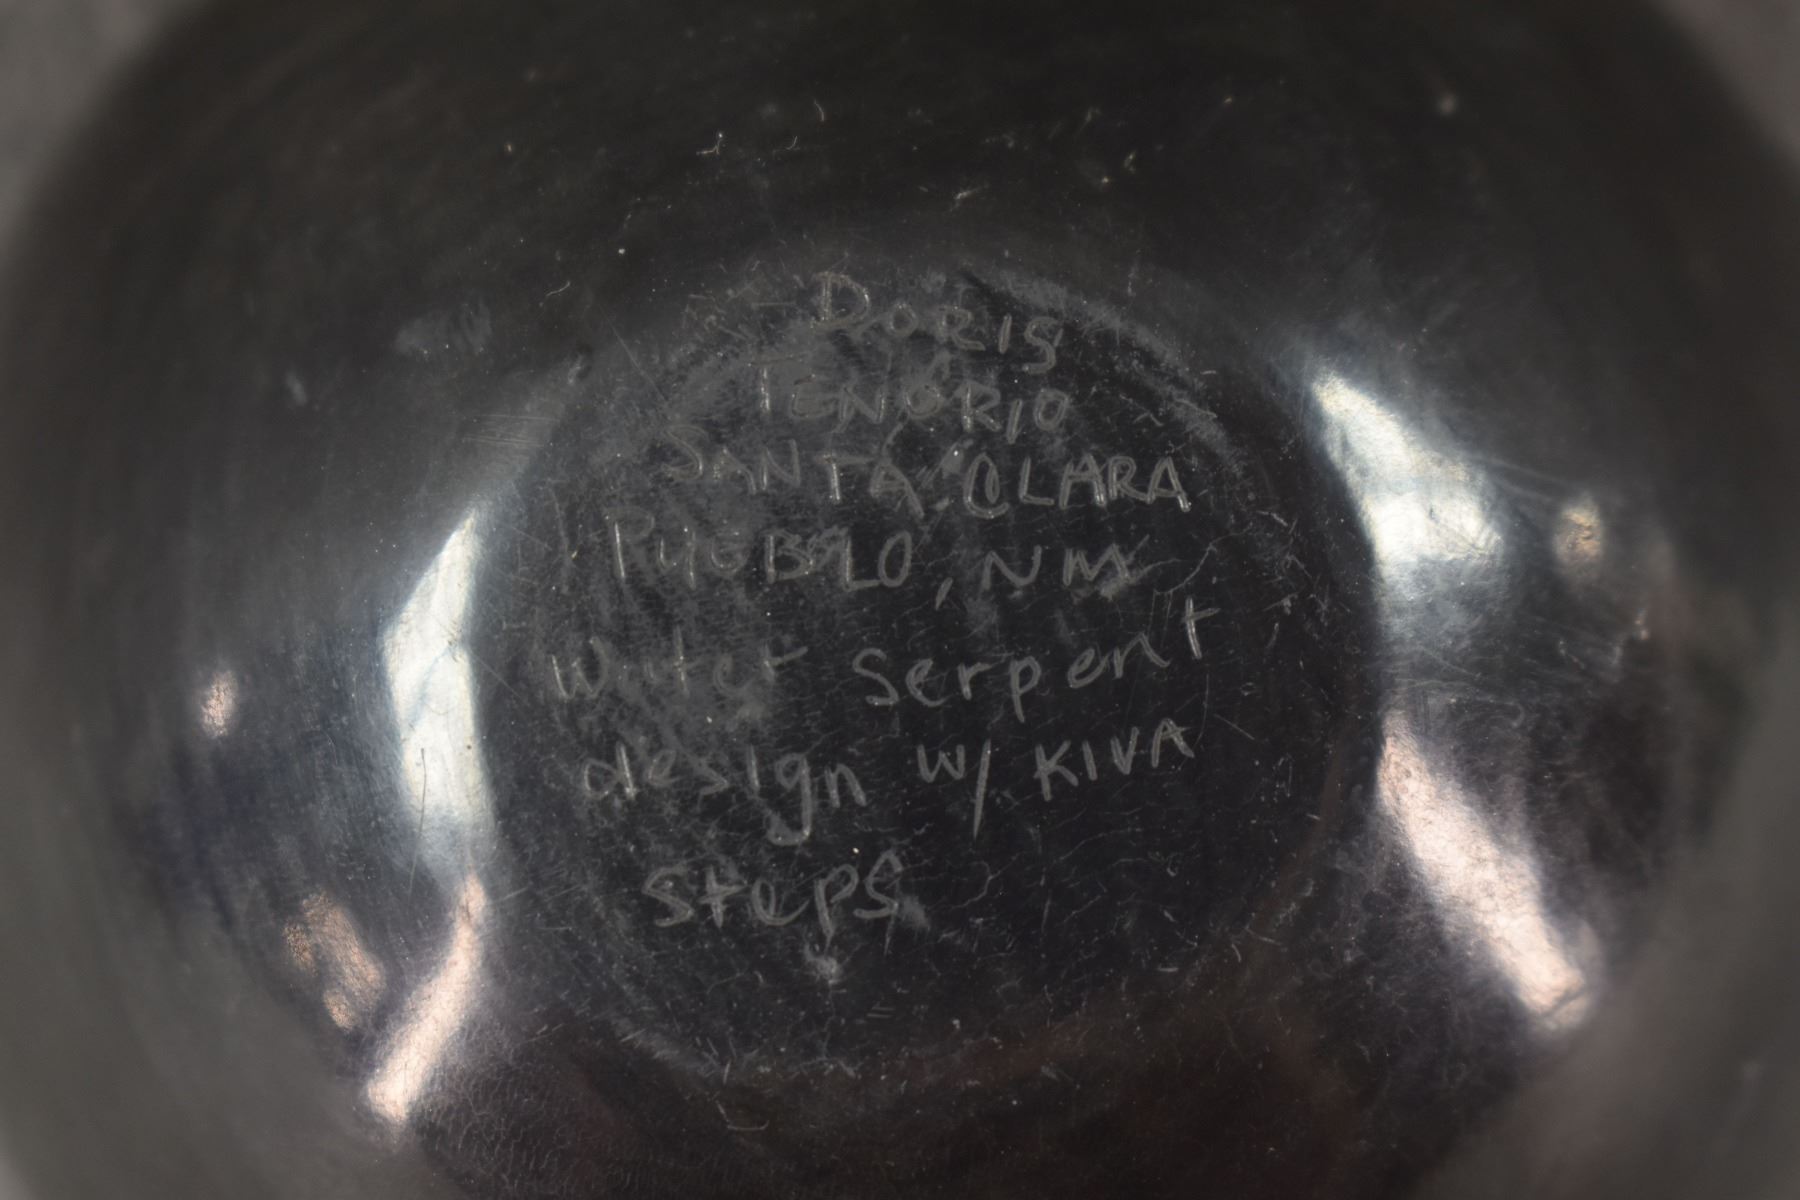 DORIS
TENORIO
SANTA CLARA
PUEBLO, NM
Water Serpent
design w/ KIVA
Steps